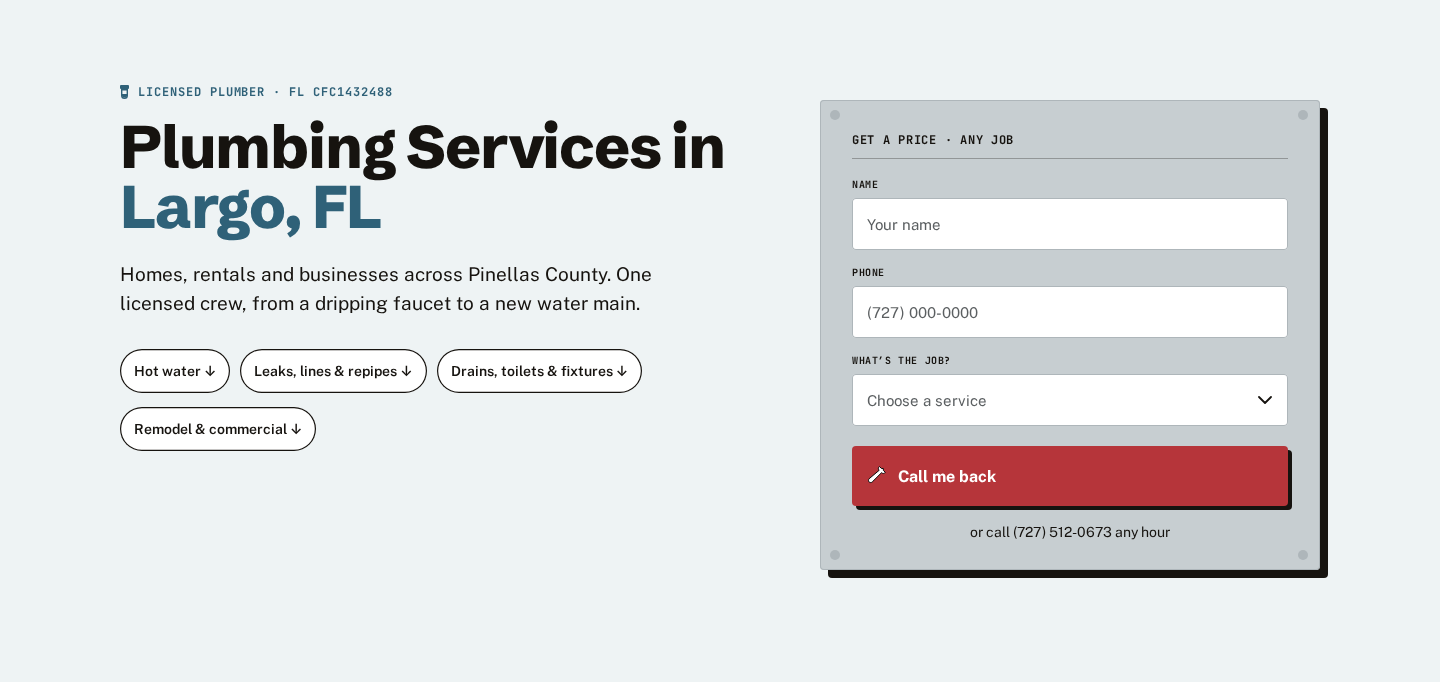 LICENSED PLUMBER · FL CFC1432488
Plumbing Services in
Largo, FL
Homes, rentals and businesses across Pinellas County. One
licensed crew, from a dripping faucet to a new water main.
Hot water ↓
Leaks, lines & repipes ↓
Drains, toilets & fixtures ↓
Remodel & commercial ↓
GET A PRICE · ANY JOB
NAME
Your name
PHONE
(727) 000-0000
WHAT'S THE JOB?
Choose a service
Call me back
or call (727) 512-0673 any hour